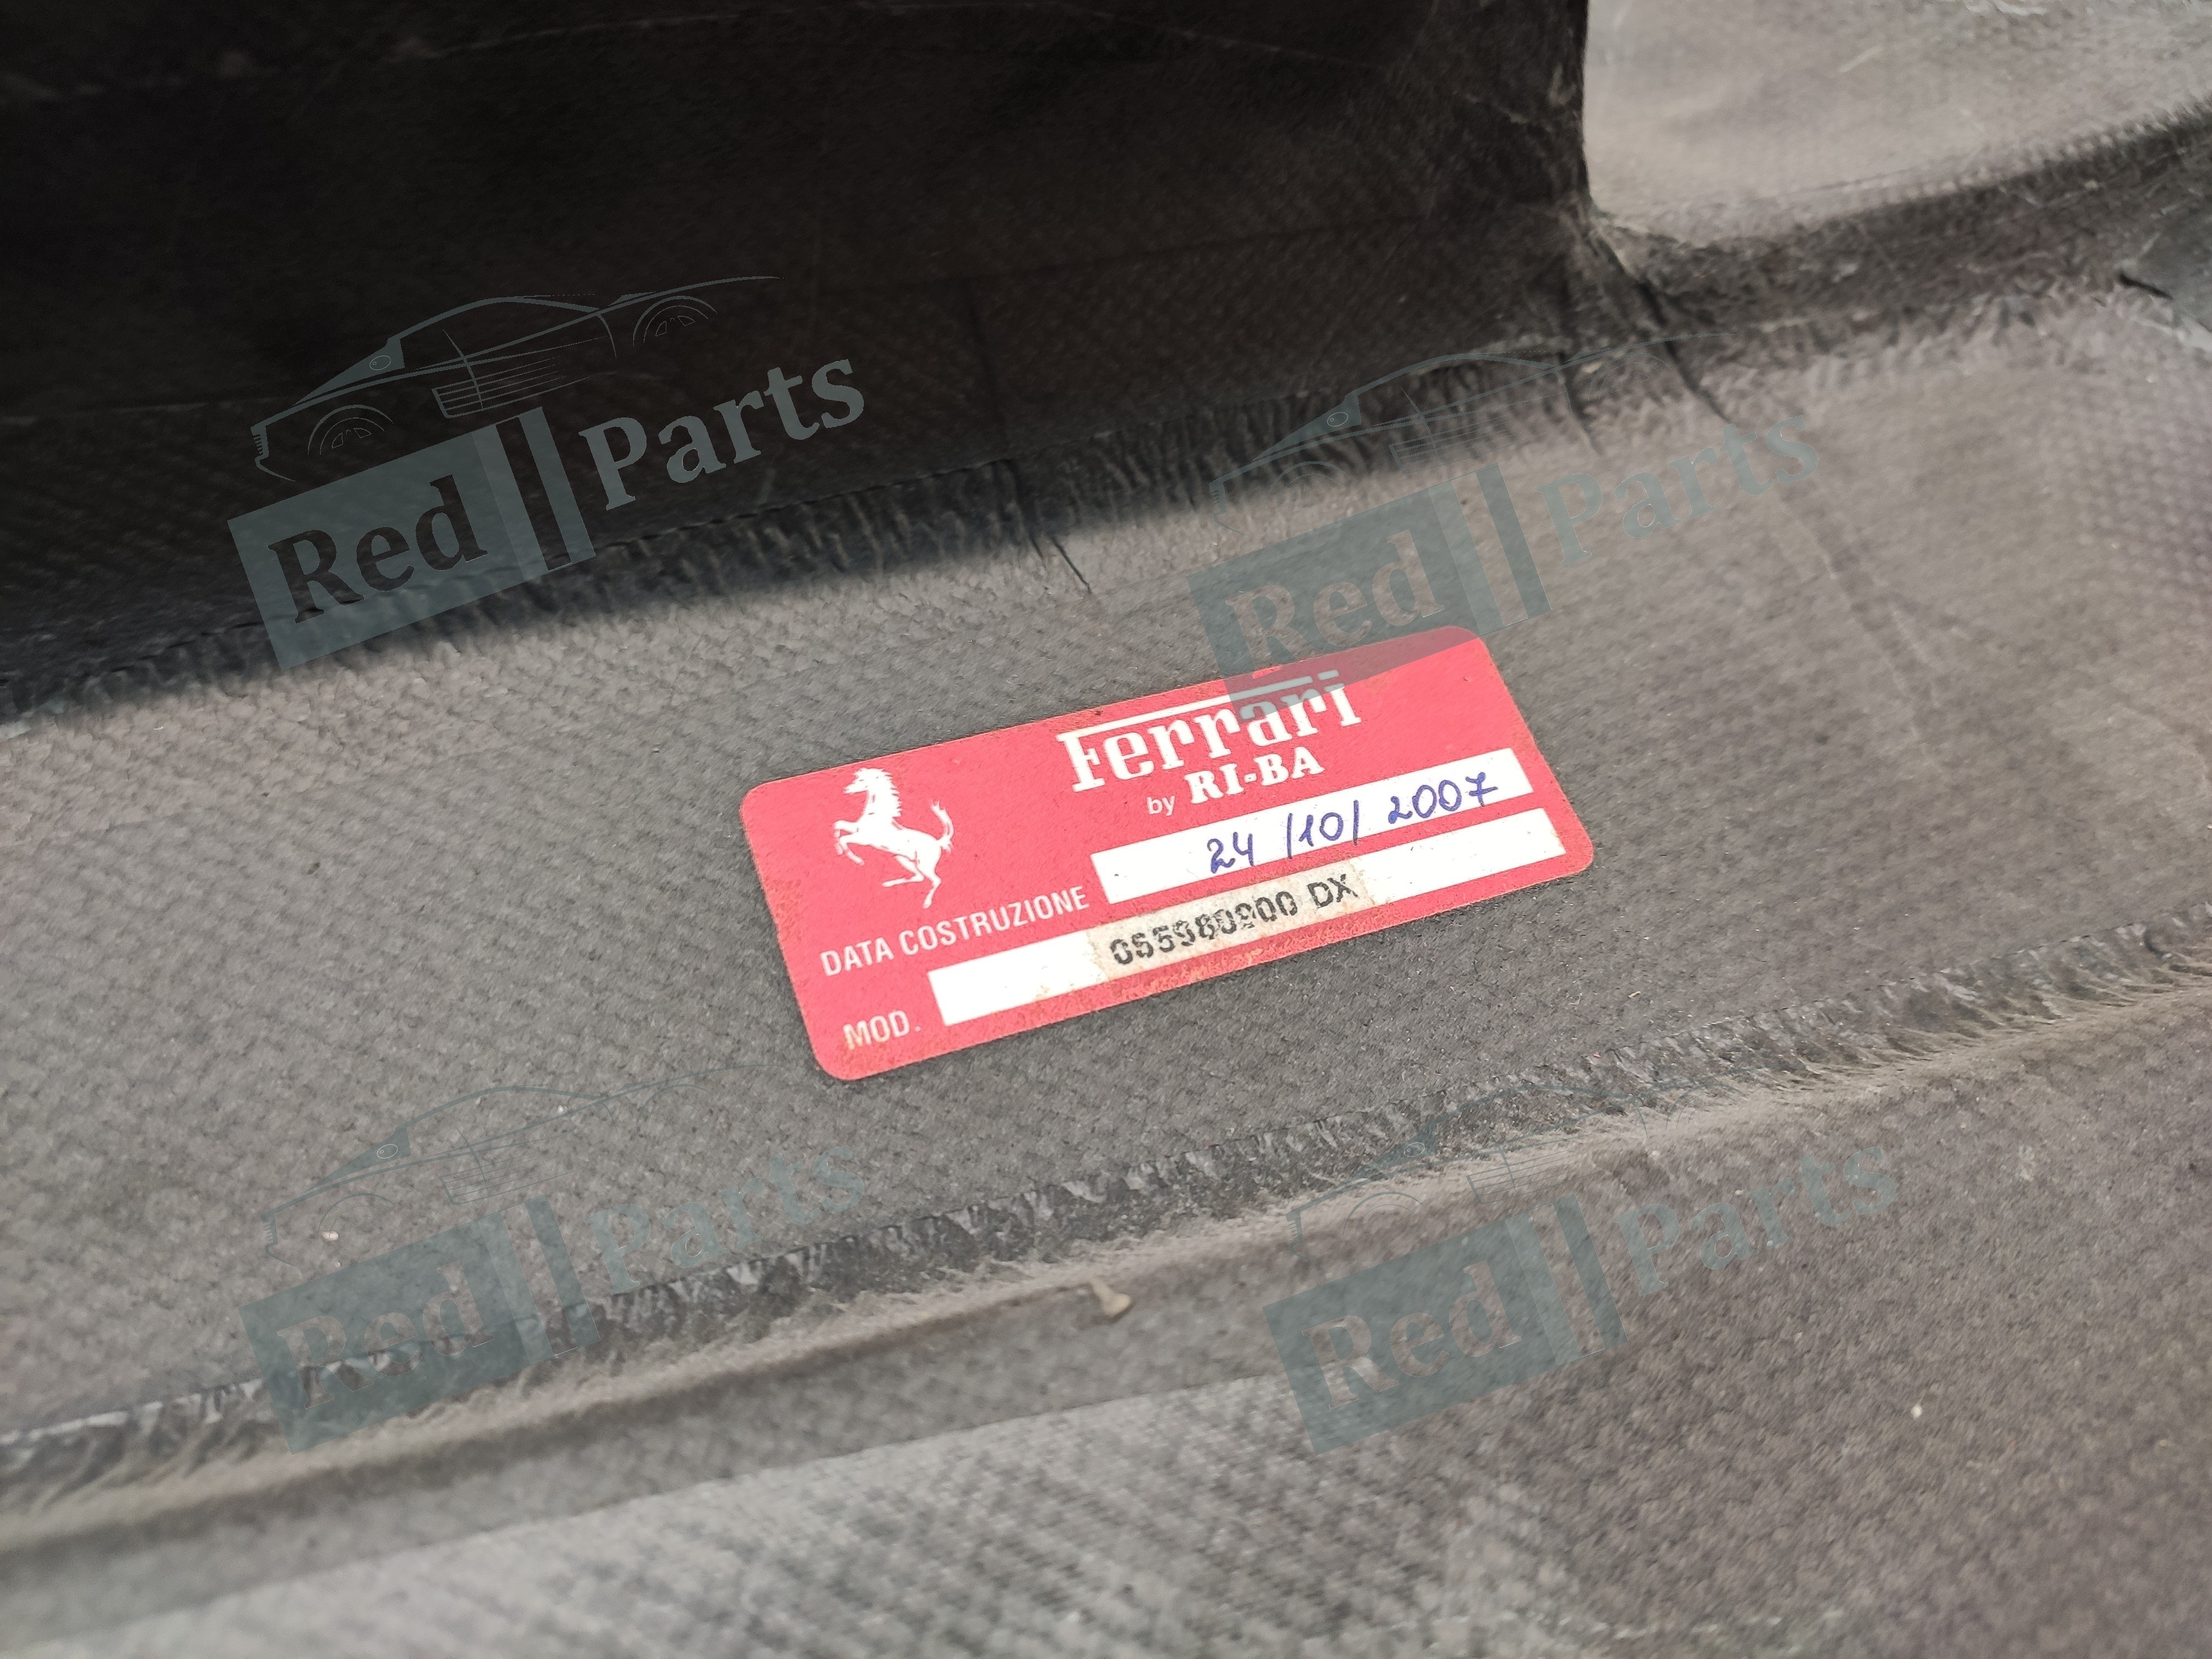 Red Parts
Red Parts
Ferrari
by RI-BA
DATA COSTRUZIONE 24/10/2007
MOD. 055980900 DX
Red Parts
Red Parts